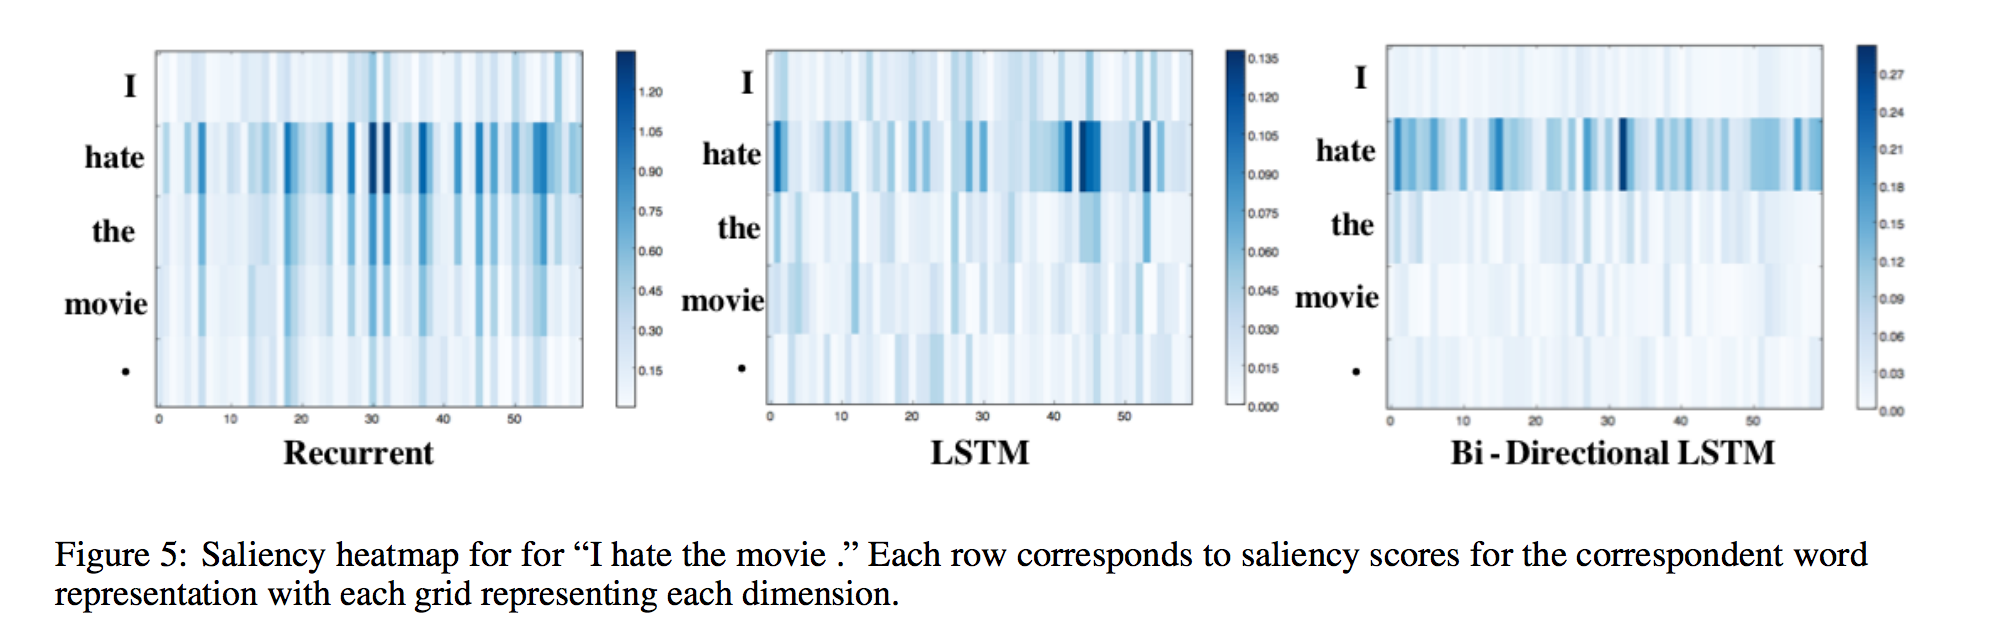 I
hate
the
movie
.
1.20
1.05
0.90
0.75
0.60
0.45
0.30
0.15
0 10 20 30 40 50
Recurrent
I
hate
the
movie
.
0.135
0.120
0.105
0.090
0.075
0.060
0.045
0.030
0.015
0.000
0 10 20 30 40 50
LSTM
I
hate
the
movie
.
0.27
0.24
0.21
0.18
0.15
0.12
0.09
0.06
0.03
0.00
0 10 20 30 40 50
Bi - Directional LSTM
Figure 5: Saliency heatmap for for “I hate the movie .” Each row corresponds to saliency scores for the correspondent word
representation with each grid representing each dimension.